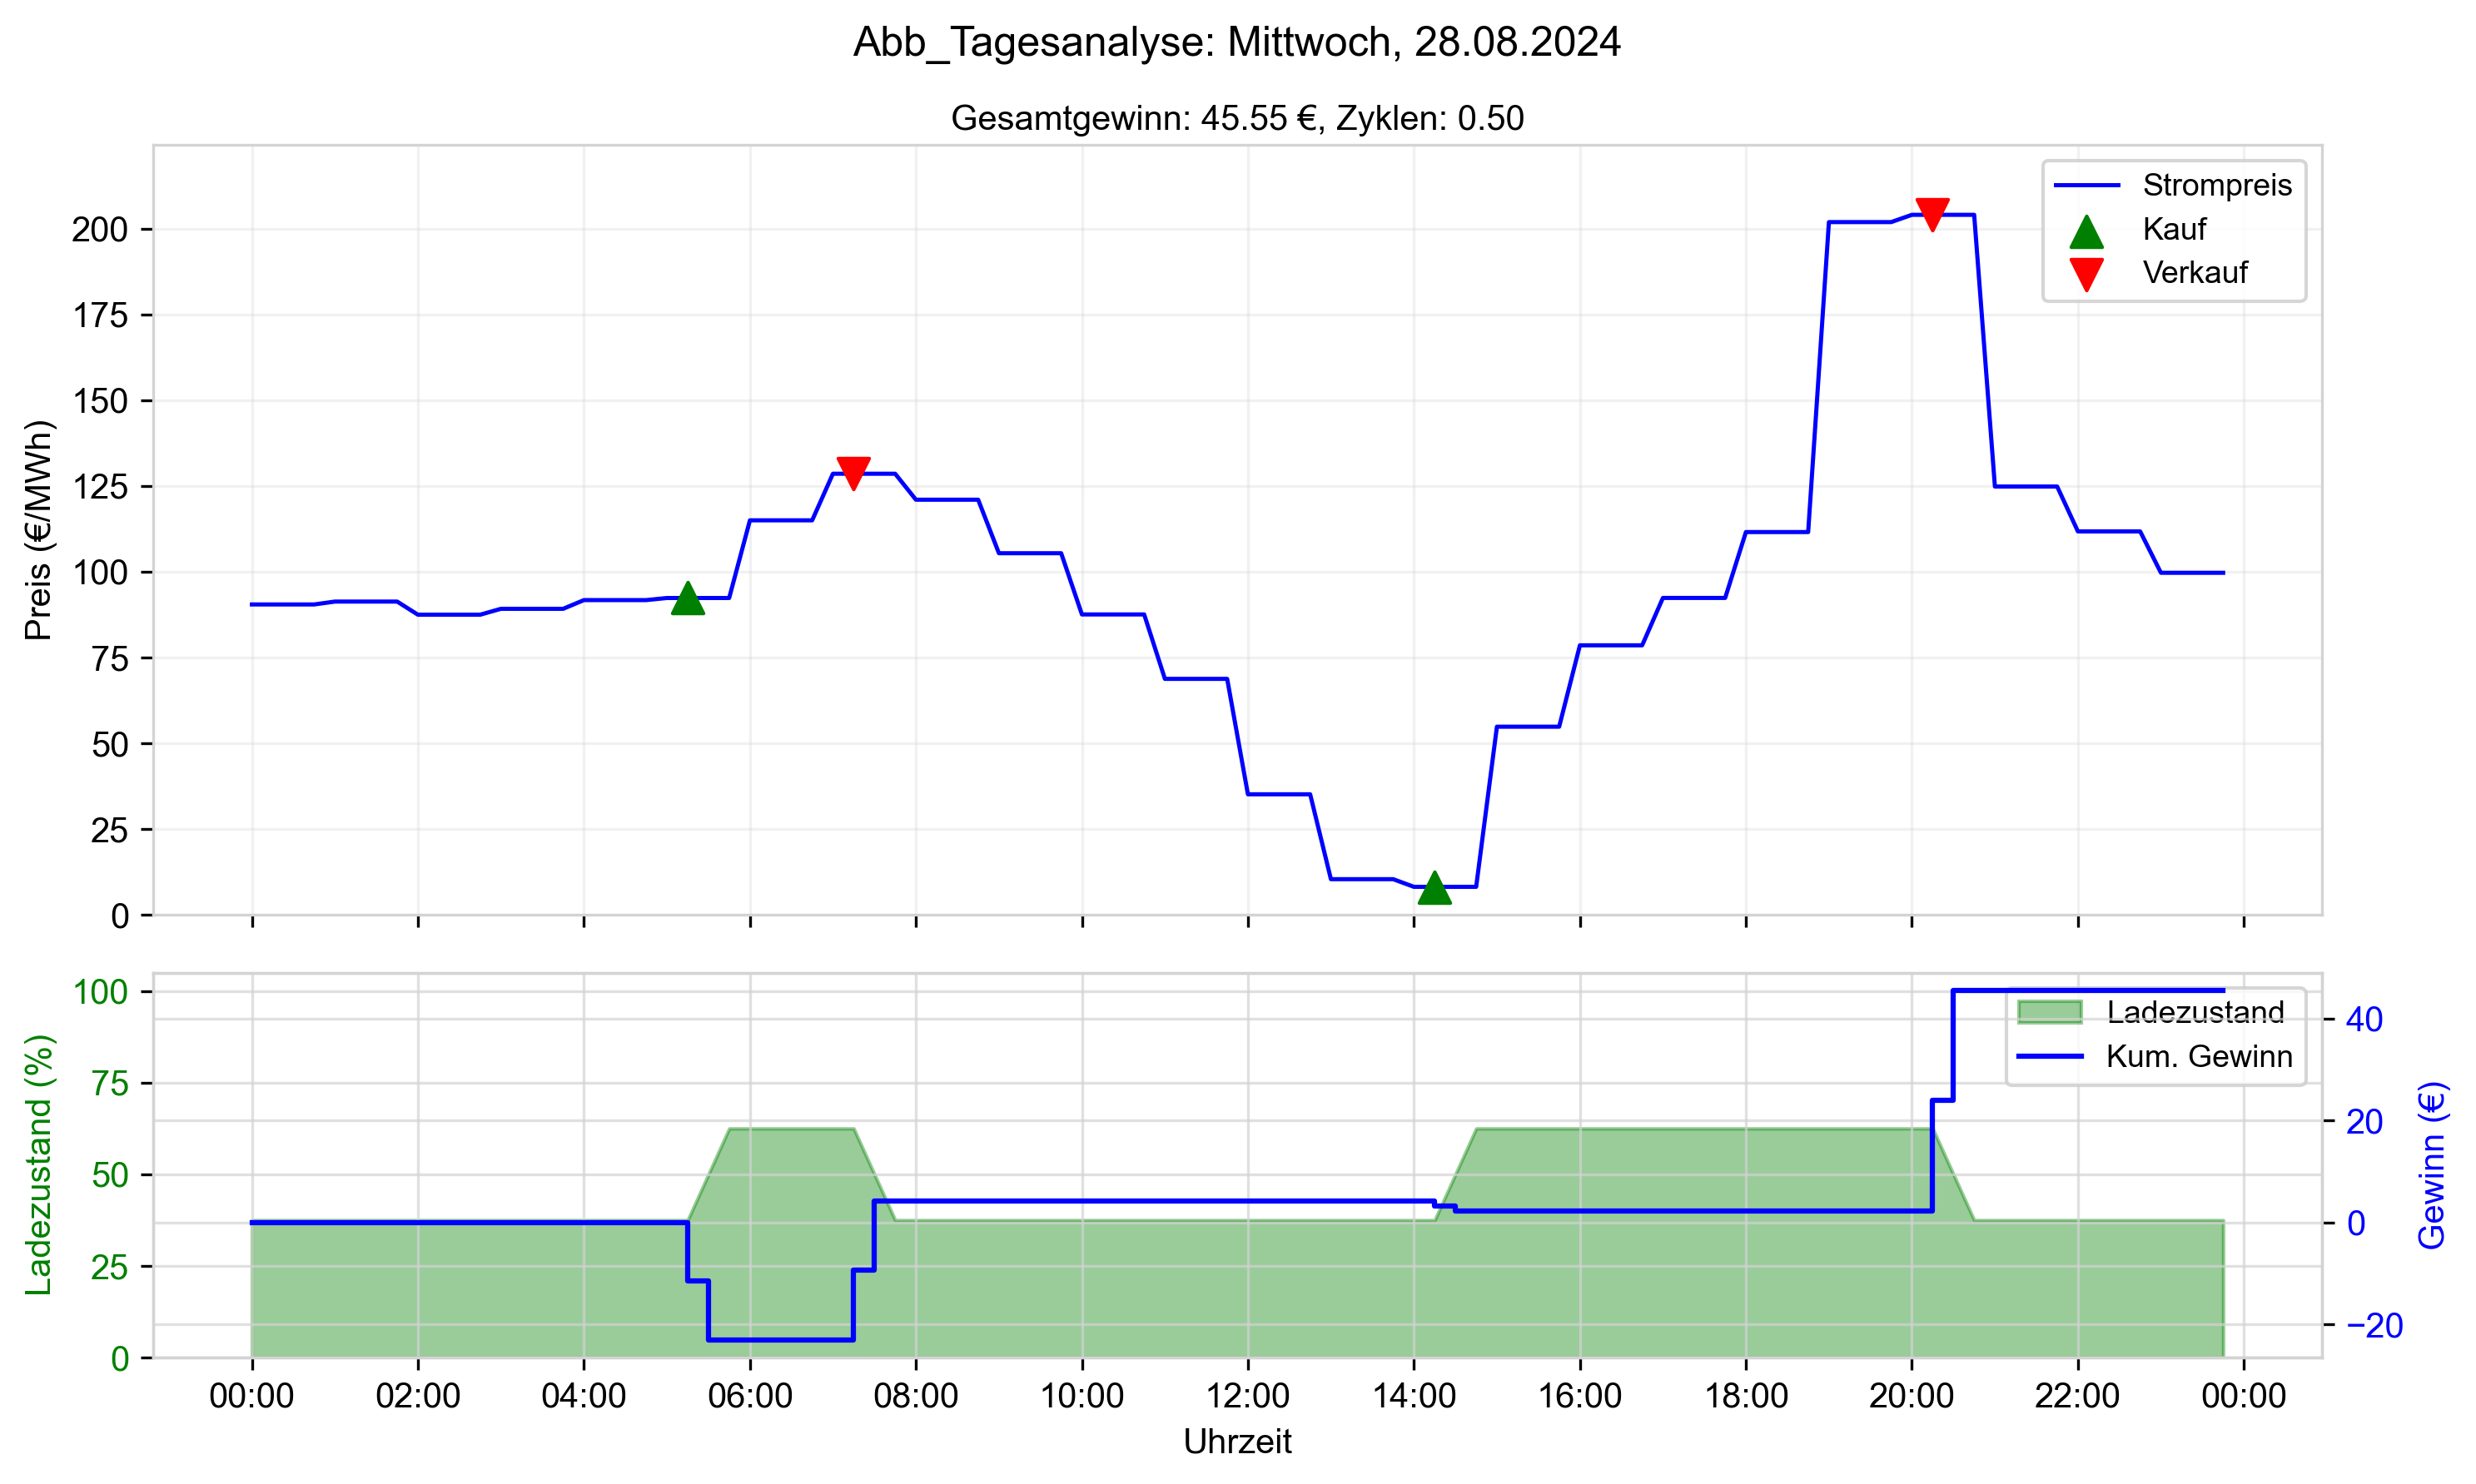 Abb_Tagesanalyse: Mittwoch, 28.08.2024
Gesamtgewinn: 45.55 €, Zyklen: 0.50
Preis (€/MWh)
200
175
150
125
100
75
50
25
0
Strompreis
Kauf
Verkauf
Ladezustand (%)
100
75
50
25
0
Ladezustand
Kum. Gewinn
40
20
0
−20
Gewinn (€)
00:00 02:00 04:00 06:00 08:00 10:00 12:00 14:00 16:00 18:00 20:00 22:00 00:00
Uhrzeit